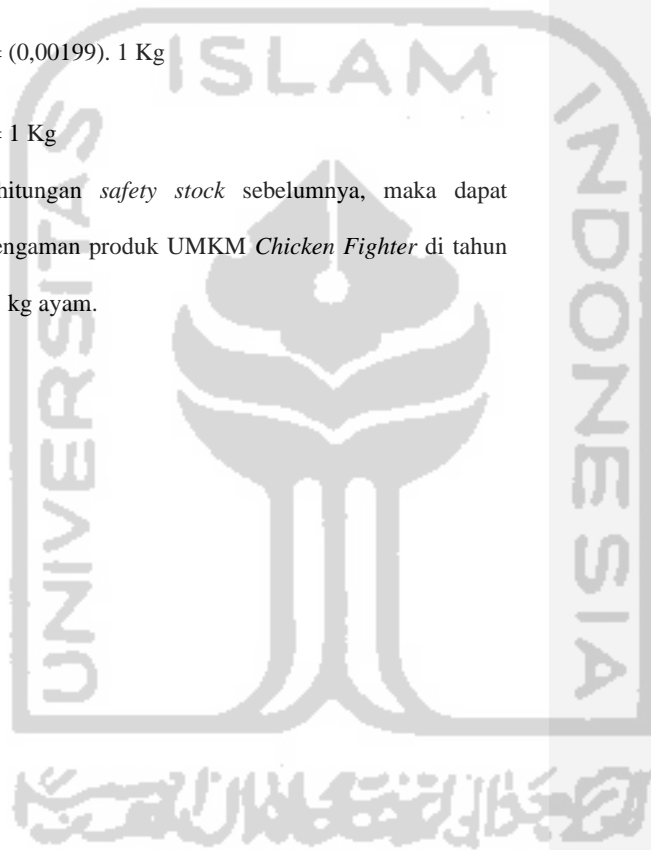 = (0,00199). 1 Kg
= 1 Kg
hitungan safety stock sebelumnya, maka dapat
engaman produk UMKM Chicken Fighter di tahun
kg ayam.
ISLAM
UNIVERSITAS
INDONESIA